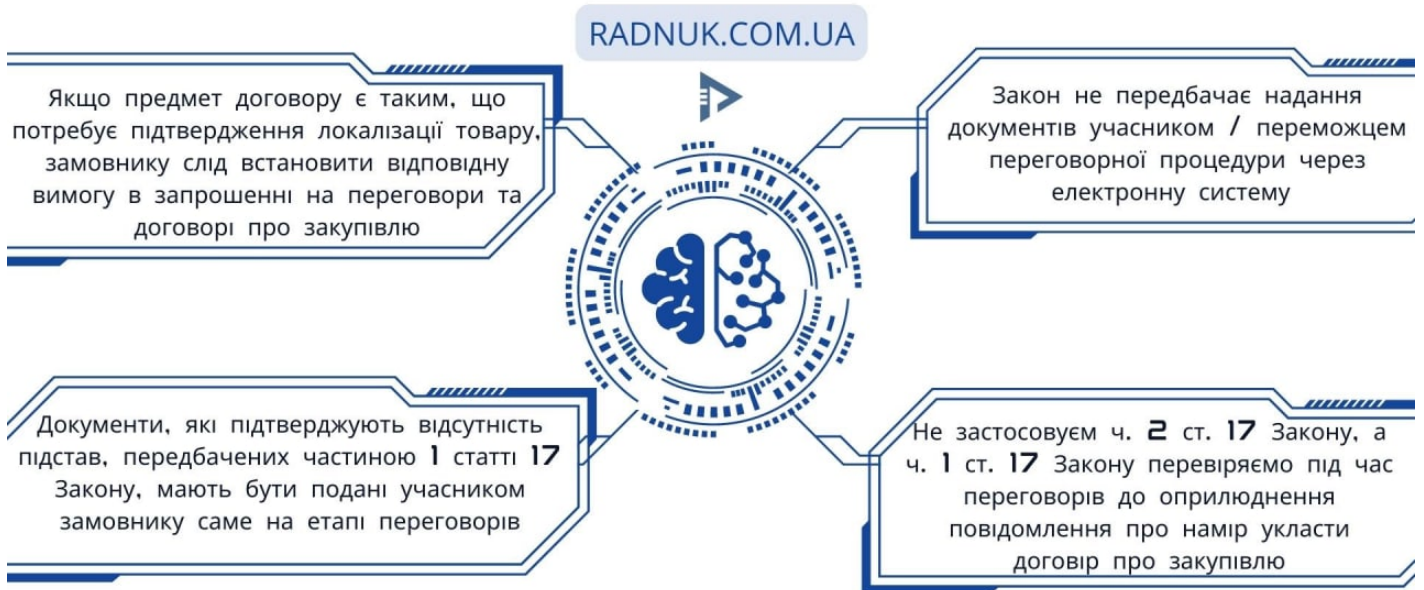 RADNUK.COM.UA
Якщо предмет договору є таким, що
потребує підтвердження локалізації товару,
замовнику слід встановити відповідну
вимогу в запрошенні на переговори та
договорі про закупівлю
Закон не передбачає надання
документів учасником / переможцем
переговорної процедури через
електронну систему
Документи, які підтверджують відсутність
підстав, передбачених частиною 1 статті 17
Закону, мають бути подані учасником
замовнику саме на етапі переговорів
Не застосовуєм ч. 2 ст. 17 Закону, а
ч. 1 ст. 17 Закону перевіряємо під час
переговорів до оприлюднення
повідомлення про намір укласти
договір про закупівлю